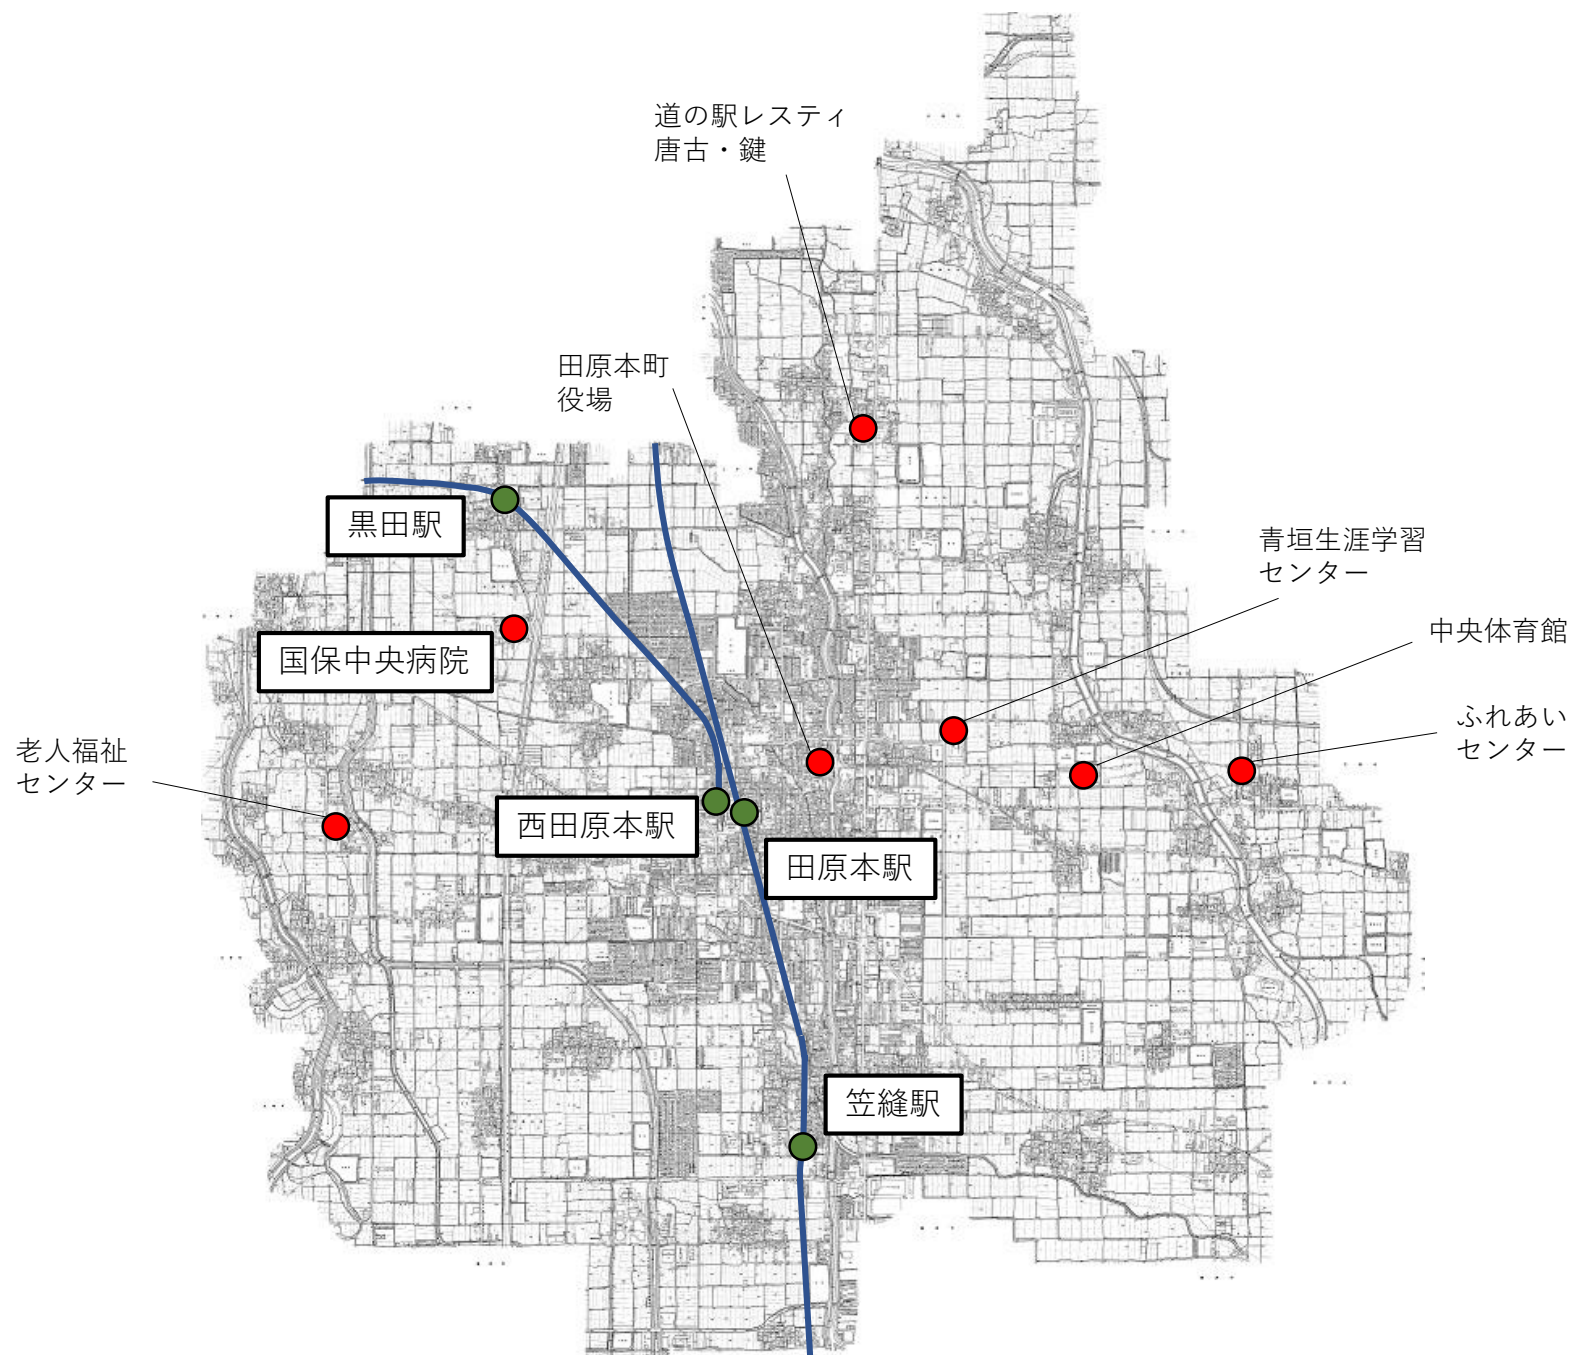 道の駅レスティ
唐古・鍵
田原本町
役場
黒田駅
青垣生涯学習
センター
中央体育館
国保中央病院
ふれあい
センター
老人福祉
センター
西田原本駅
田原本駅
笠縫駅